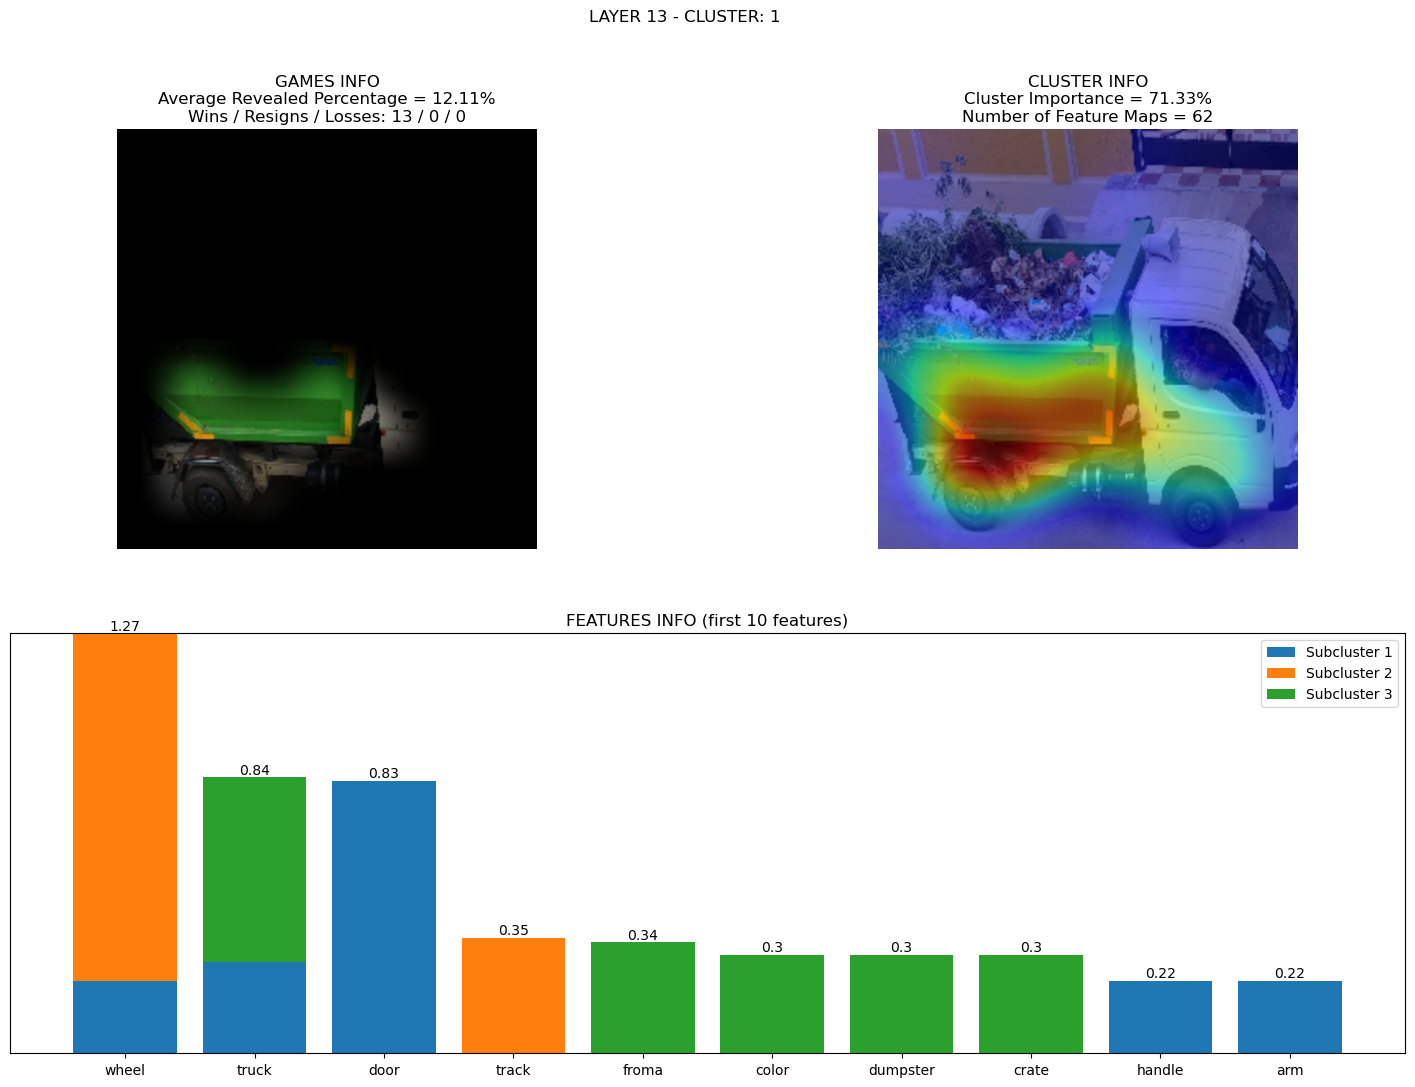 LAYER 13 - CLUSTER: 1
GAMES INFO
Average Revealed Percentage = 12.11%
Wins / Resigns / Losses: 13 / 0 / 0
CLUSTER INFO
Cluster Importance = 71.33%
Number of Feature Maps = 62
FEATURES INFO (first 10 features)
1.27
0.84
0.83
0.35
0.34
0.3
0.3
0.3
0.22
0.22
Subcluster 1
Subcluster 2
Subcluster 3
wheel
truck
door
track
froma
color
dumpster
crate
handle
arm